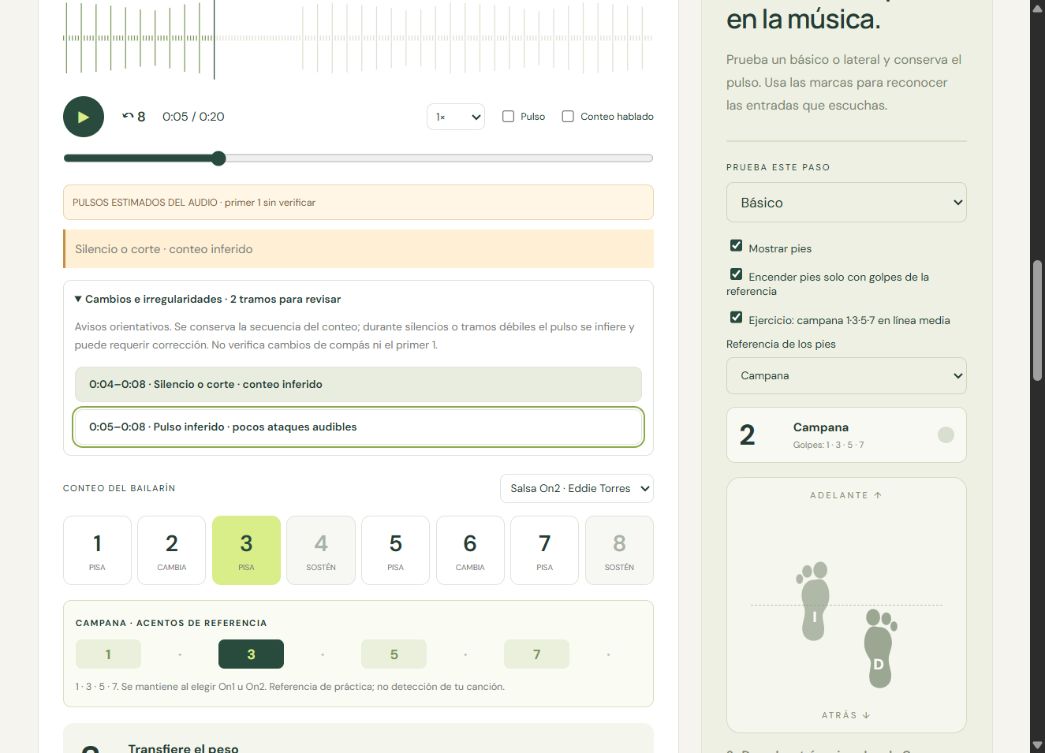 en la música.
Prueba un básico o lateral y conserva el
pulso. Usa las marcas para reconocer
las entradas que escuchas.
8
0:05 / 0:20
1×
Pulso
Conteo hablado
PULSOS ESTIMADOS DEL AUDIO · primer 1 sin verificar
Silencio o corte · conteo inferido
▼ Cambios e irregularidades · 2 tramos para revisar
Avisos orientativos. Se conserva la secuencia del conteo; durante silencios o tramos débiles el pulso se infiere y
puede requerir corrección. No verifica cambios de compás ni el primer 1.
0:04–0:08 · Silencio o corte · conteo inferido
0:05–0:08 · Pulso inferido · pocos ataques audibles
CONTEO DEL BAILARÍN
Salsa On2 · Eddie Torres
1 2 3 4 5 6 7 8
PISA CAMBIA PISA SOSTÉN PISA CAMBIA PISA SOSTÉN
CAMPANA · ACENTOS DE REFERENCIA
1 · 3 · 5 · 7 ·
1 · 3 · 5 · 7. Se mantiene al elegir On1 u On2. Referencia de práctica; no detección de tu canción.
Transfiere el peso
PRUEBA ESTE PASO
Básico
Mostrar pies
Encender pies solo con golpes de la
referencia
Ejercicio: campana 1·3·5·7 en línea media
Referencia de los pies
Campana
2
Campana
Golpes: 1 · 3 · 5 · 7
ADELANTE ↑
I
D
ATRÁS ↓